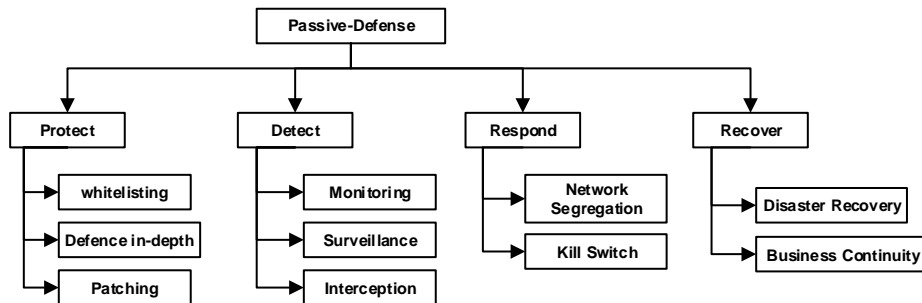 Passive-Defense
Protect
Detect
Respond
Recover
whitelisting
Defence in-depth
Patching
Monitoring
Surveillance
Interception
Network
Segregation
Kill Switch
Disaster Recovery
Business Continuity